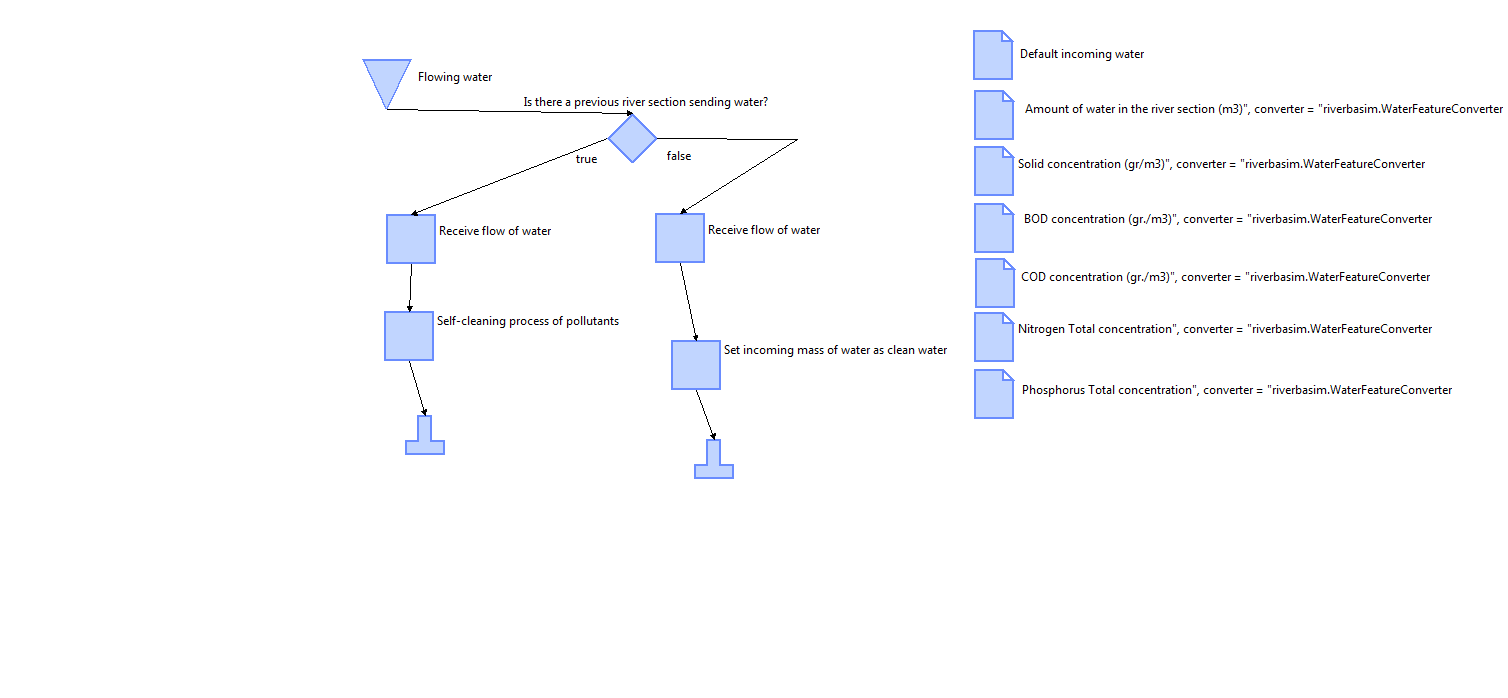 Flowing water
Is there a previous river section sending water?
true
false
Receive flow of water
Receive flow of water
Self-cleaning process of pollutants
Set incoming mass of water as clean water
Default incoming water
Amount of water in the river section (m3)", converter = "riverbasim.WaterFeatureConverter
Solid concentration (gr/m3)", converter = "riverbasim.WaterFeatureConverter
BOD concentration (gr./m3)", converter = "riverbasim.WaterFeatureConverter
COD concentration (gr./m3)", converter = "riverbasim.WaterFeatureConverter
Nitrogen Total concentration", converter = "riverbasim.WaterFeatureConverter
Phosphorus Total concentration", converter = "riverbasim.WaterFeatureConverter